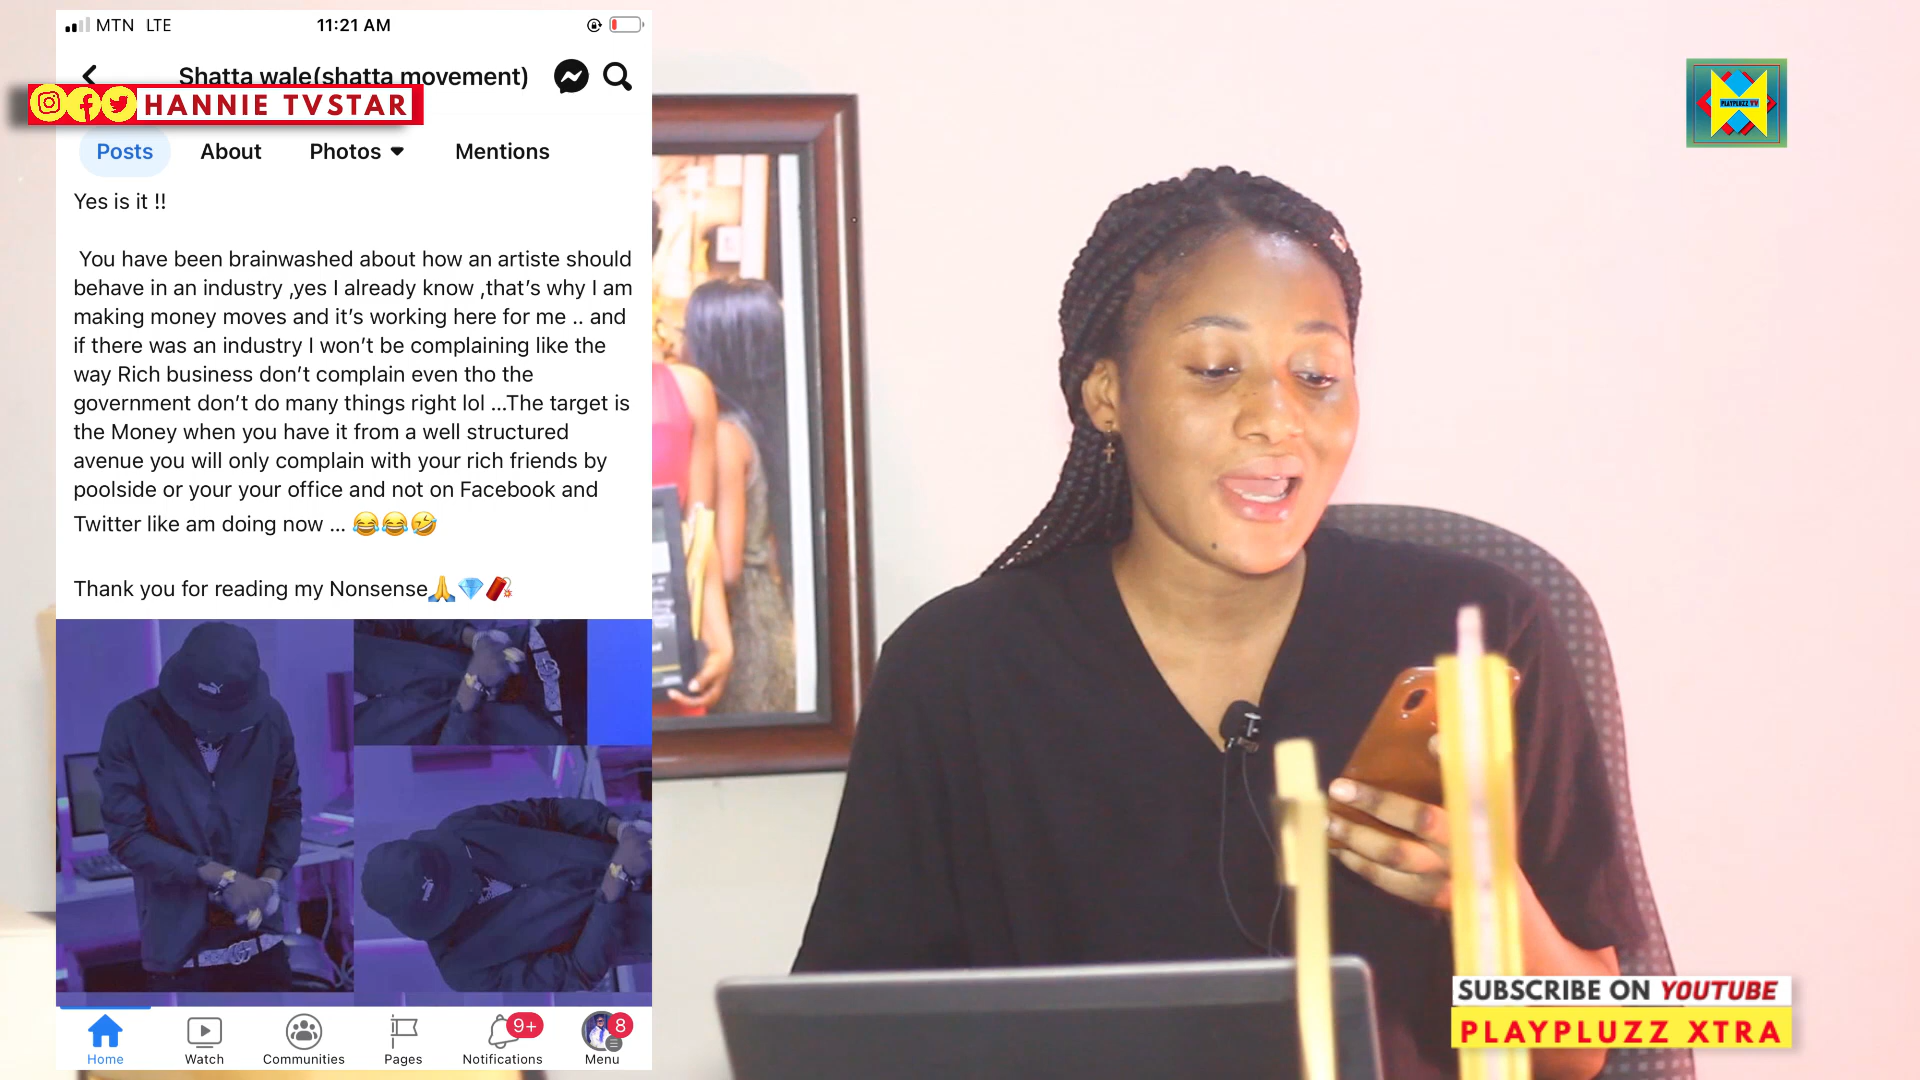 MTN LTE 11:21 AM
Shatta wale(shatta movement)
HANNIE TVSTAR
Posts About Photos Mentions
Yes is it !!
You have been brainwashed about how an artiste should
behave in an industry ,yes I already know ,that’s why I am
making money moves and it’s working here for me .. and
if there was an industry I won’t be complaining like the
way Rich business don’t complain even tho the
government don’t do many things right lol ...The target is
the Money when you have it from a well structured
avenue you will only complain with your rich friends by
poolside or your your office and not on Facebook and
Twitter like am doing now ... 😂😂🤣
Thank you for reading my Nonsense🙏💎🧨
9+ 8
Home Watch Communities Pages Notifications Menu
PLAYPLUZZ TV
SUBSCRIBE ON YOUTUBE
PLAYPLUZZ XTRA